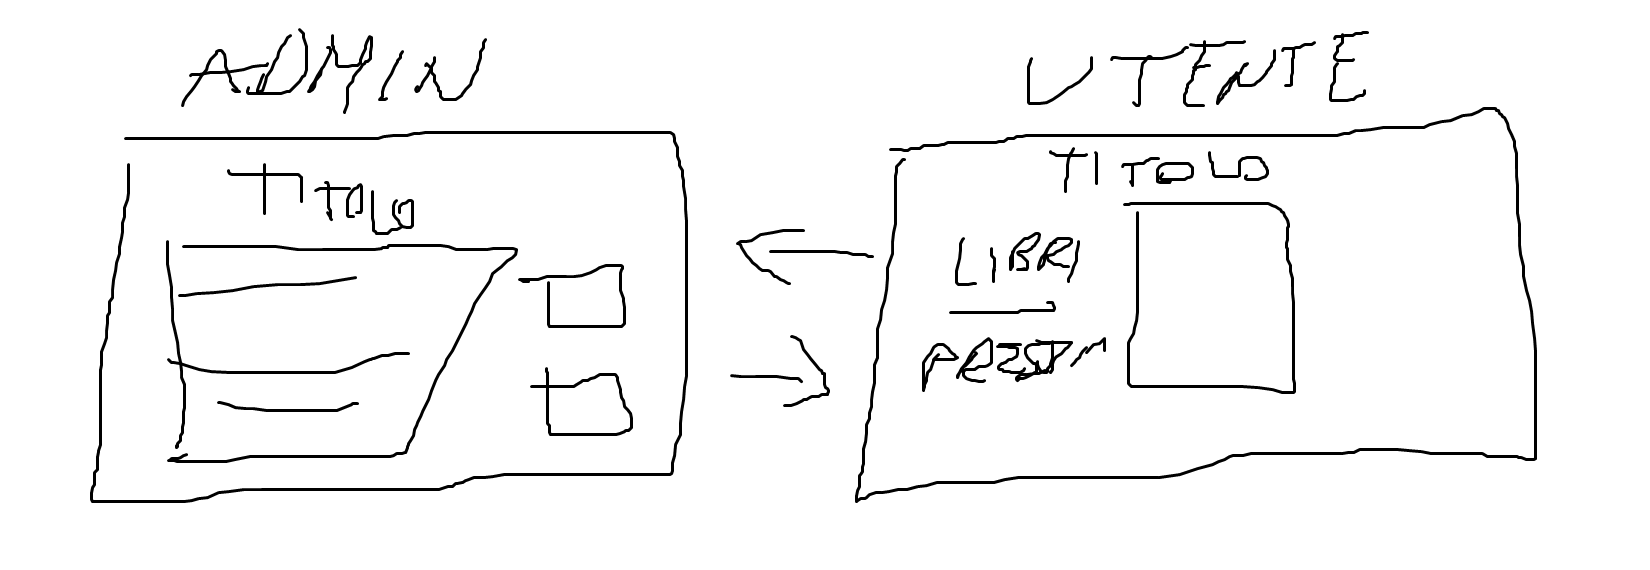 ADMIN
TITOLO
UTENTE
TITOLO
LIBRI